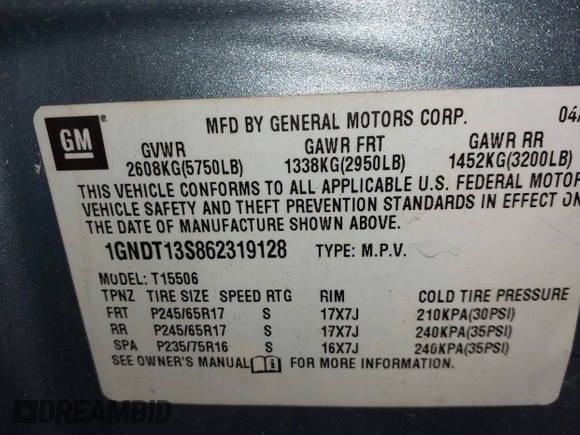 MFD BY GENERAL MOTORS CORP. 04/
GM
GVWR GAWR FRT GAWR RR
2608KG(5750LB) 1338KG(2950LB) 1452KG(3200LB)
THIS VEHICLE CONFORMS TO ALL APPLICABLE U.S. FEDERAL MOTOR
VEHICLE SAFETY AND THEFT PREVENTION STANDARDS IN EFFECT ON
THE DATE OF MANUFACTURE SHOWN ABOVE.
1GNDT13S862319128 TYPE: M.P.V.
MODEL: T15506
TPNZ TIRE SIZE SPEED RTG RIM COLD TIRE PRESSURE
FRT P245/65R17 S 17X7J 210KPA(30PSI)
RR P245/65R17 S 17X7J 240KPA(35PSI)
SPA P235/75R16 S 16X7J 240KPA(35PSI)
SEE OWNER'S MANUAL FOR MORE INFORMATION.
DREAMBID